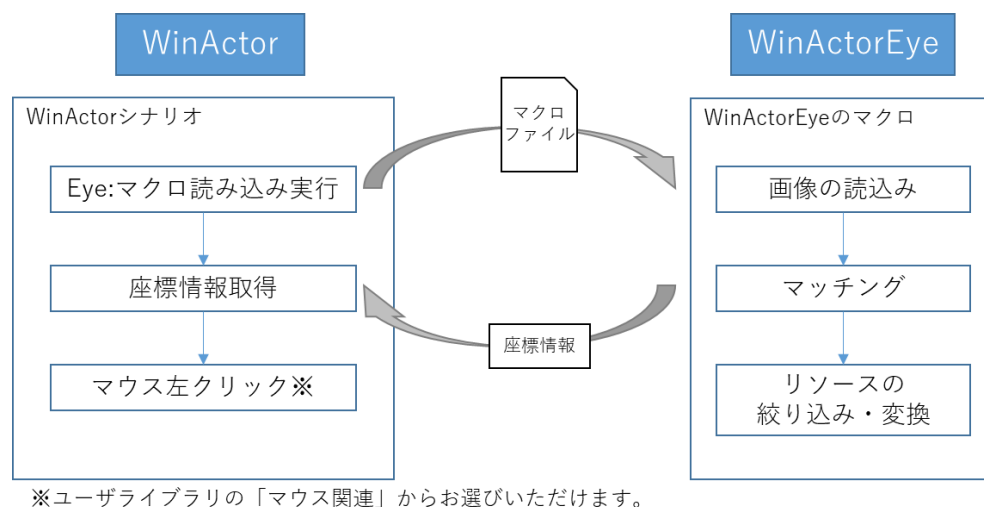 WinActor
WinActorEye
WinActorシナリオ
Eye:マクロ読み込み実行
座標情報取得
マウス左クリック※
マクロ
ファイル
座標情報
WinActorEyeのマクロ
画像の読込み
マッチング
リソースの
絞り込み・変換
※ユーザライブラリの「マウス関連」からお選びいただけます。